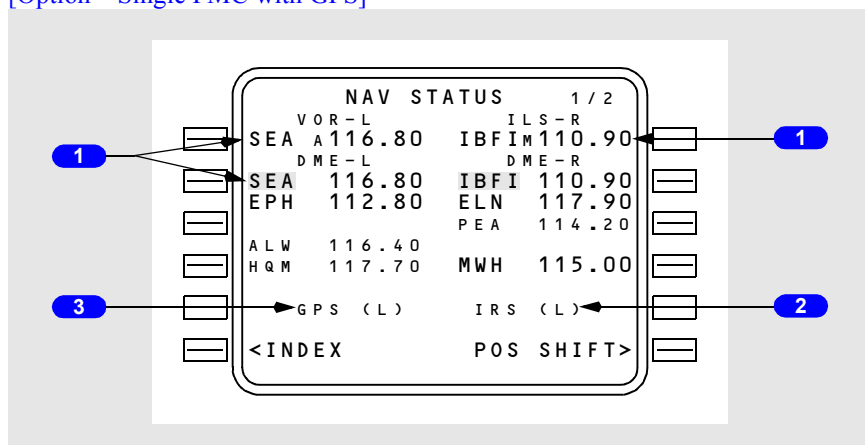 [Option – Single FMC with GPS]
NAV STATUS 1/2
VOR-L ILS-R
SEA A116.80 IBFIM110.90
DME-L DME-R
SEA 116.80 IBFI 110.90
EPH 112.80 ELN 117.90
PEA 114.20
ALW 116.40
HQM 117.70 MWH 115.00
GPS (L) IRS (L)
<INDEX POS SHIFT>
1
1
3
2